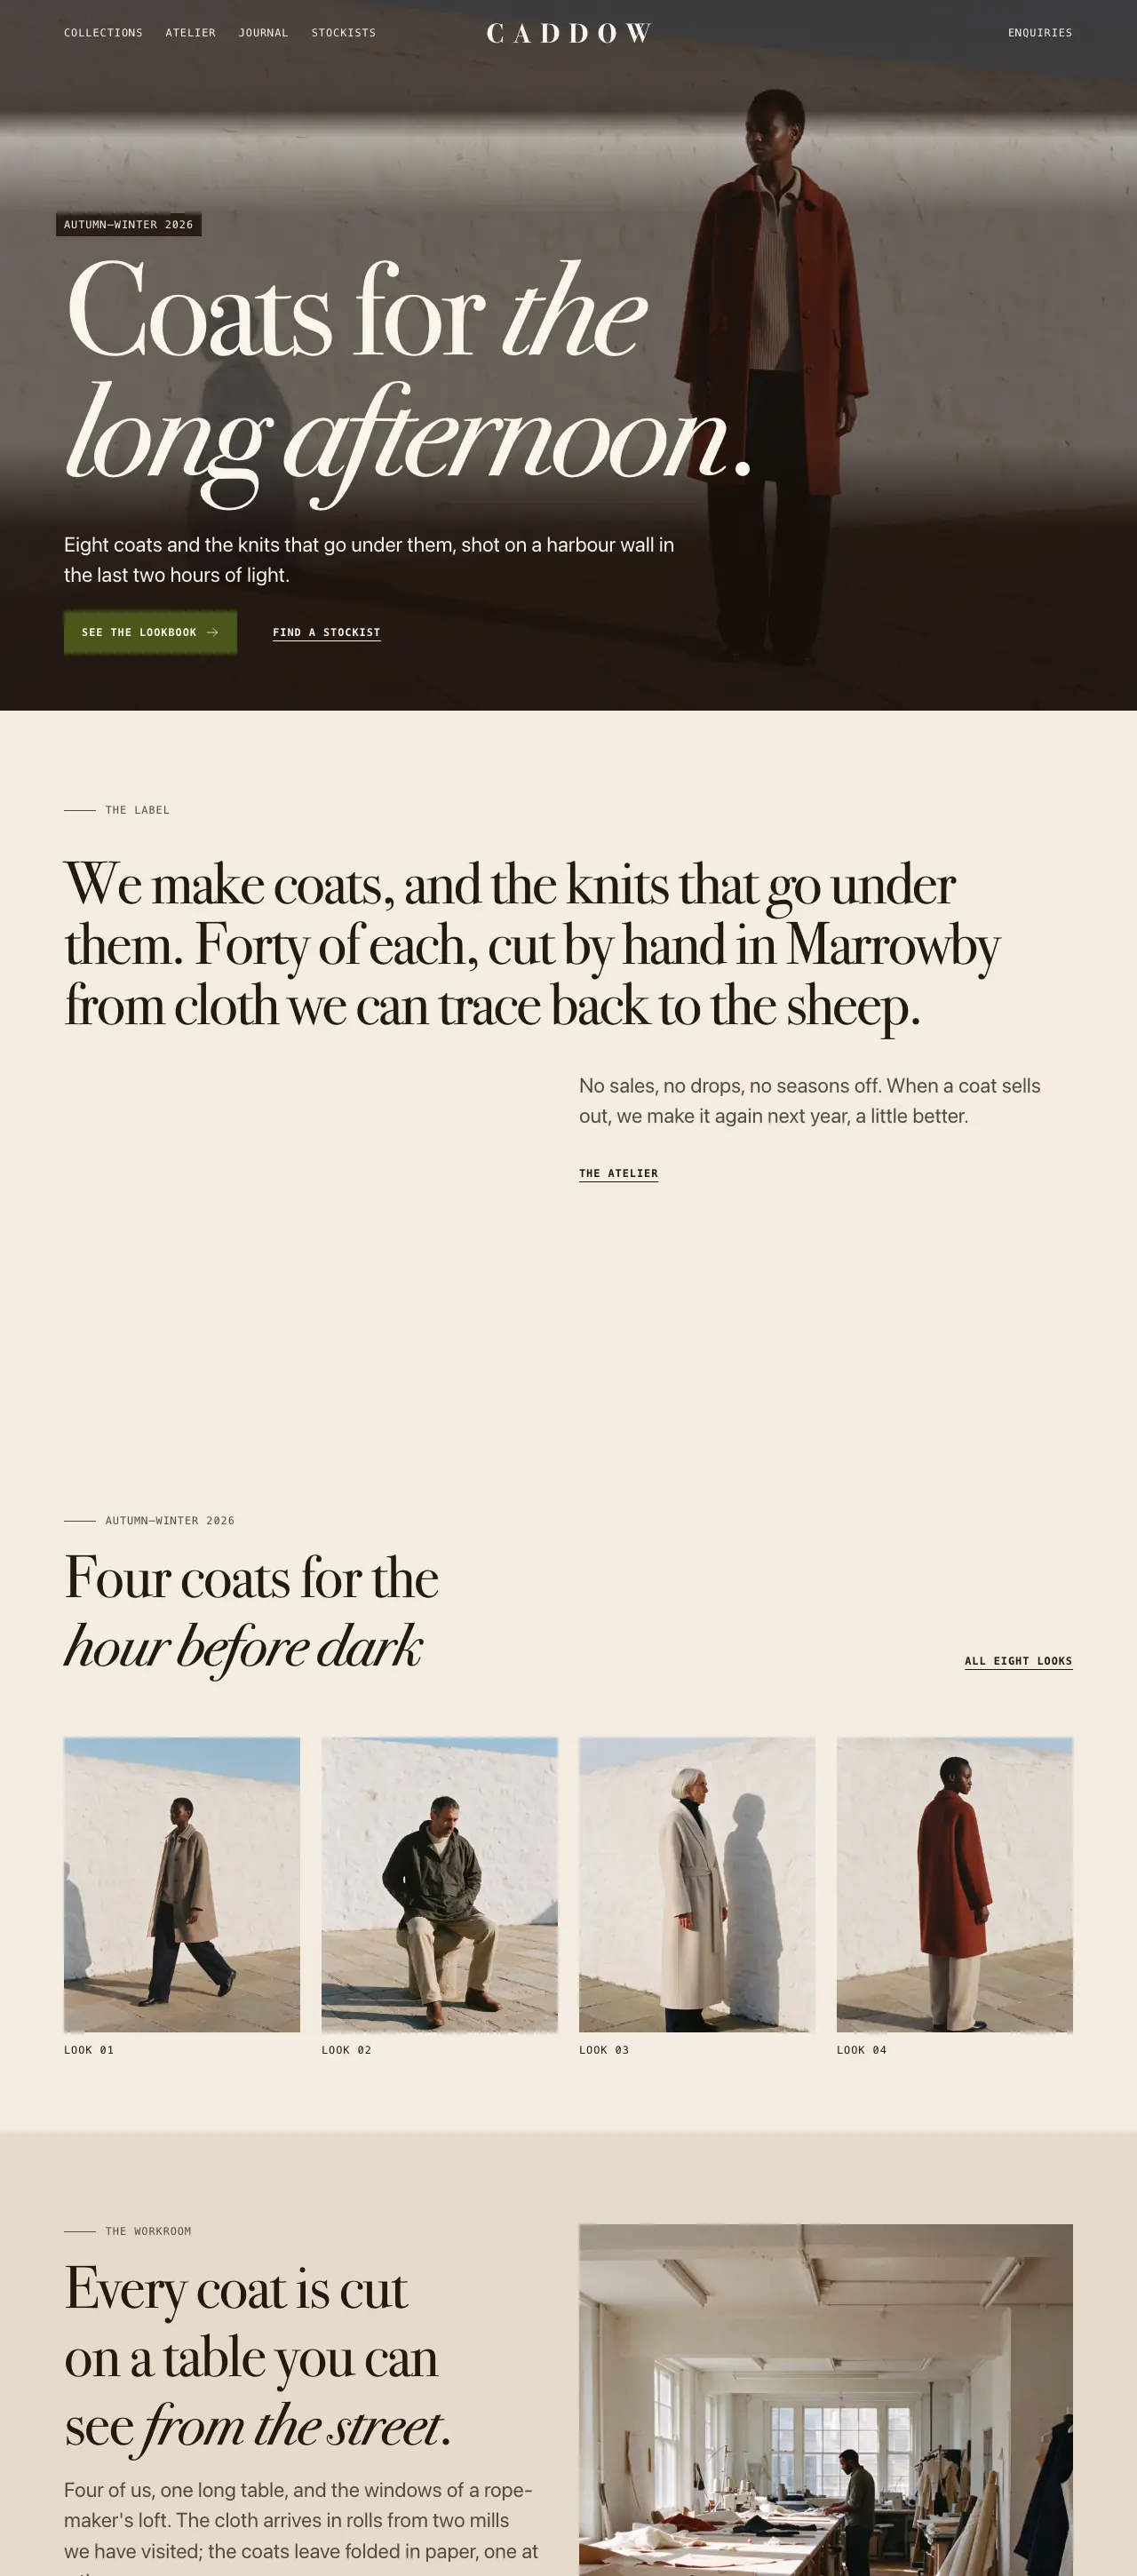 COLLECTIONS ATELIER JOURNAL STOCKISTS CADDOW ENQUIRIES
AUTUMN—WINTER 2026
Coats for the
long afternoon.
Eight coats and the knits that go under them, shot on a harbour wall in
the last two hours of light.
SEE THE LOOKBOOK → FIND A STOCKIST
THE LABEL
We make coats, and the knits that go under
them. Forty of each, cut by hand in Marrowby
from cloth we can trace back to the sheep.
No sales, no drops, no seasons off. When a coat sells
out, we make it again next year, a little better.
THE ATELIER
AUTUMN—WINTER 2026
Four coats for the
hour before dark
ALL EIGHT LOOKS
LOOK 01 LOOK 02 LOOK 03 LOOK 04
THE WORKROOM
Every coat is cut
on a table you can
see from the street.
Four of us, one long table, and the windows of a rope-
maker's loft. The cloth arrives in rolls from two mills
we have visited; the coats leave folded in paper, one at